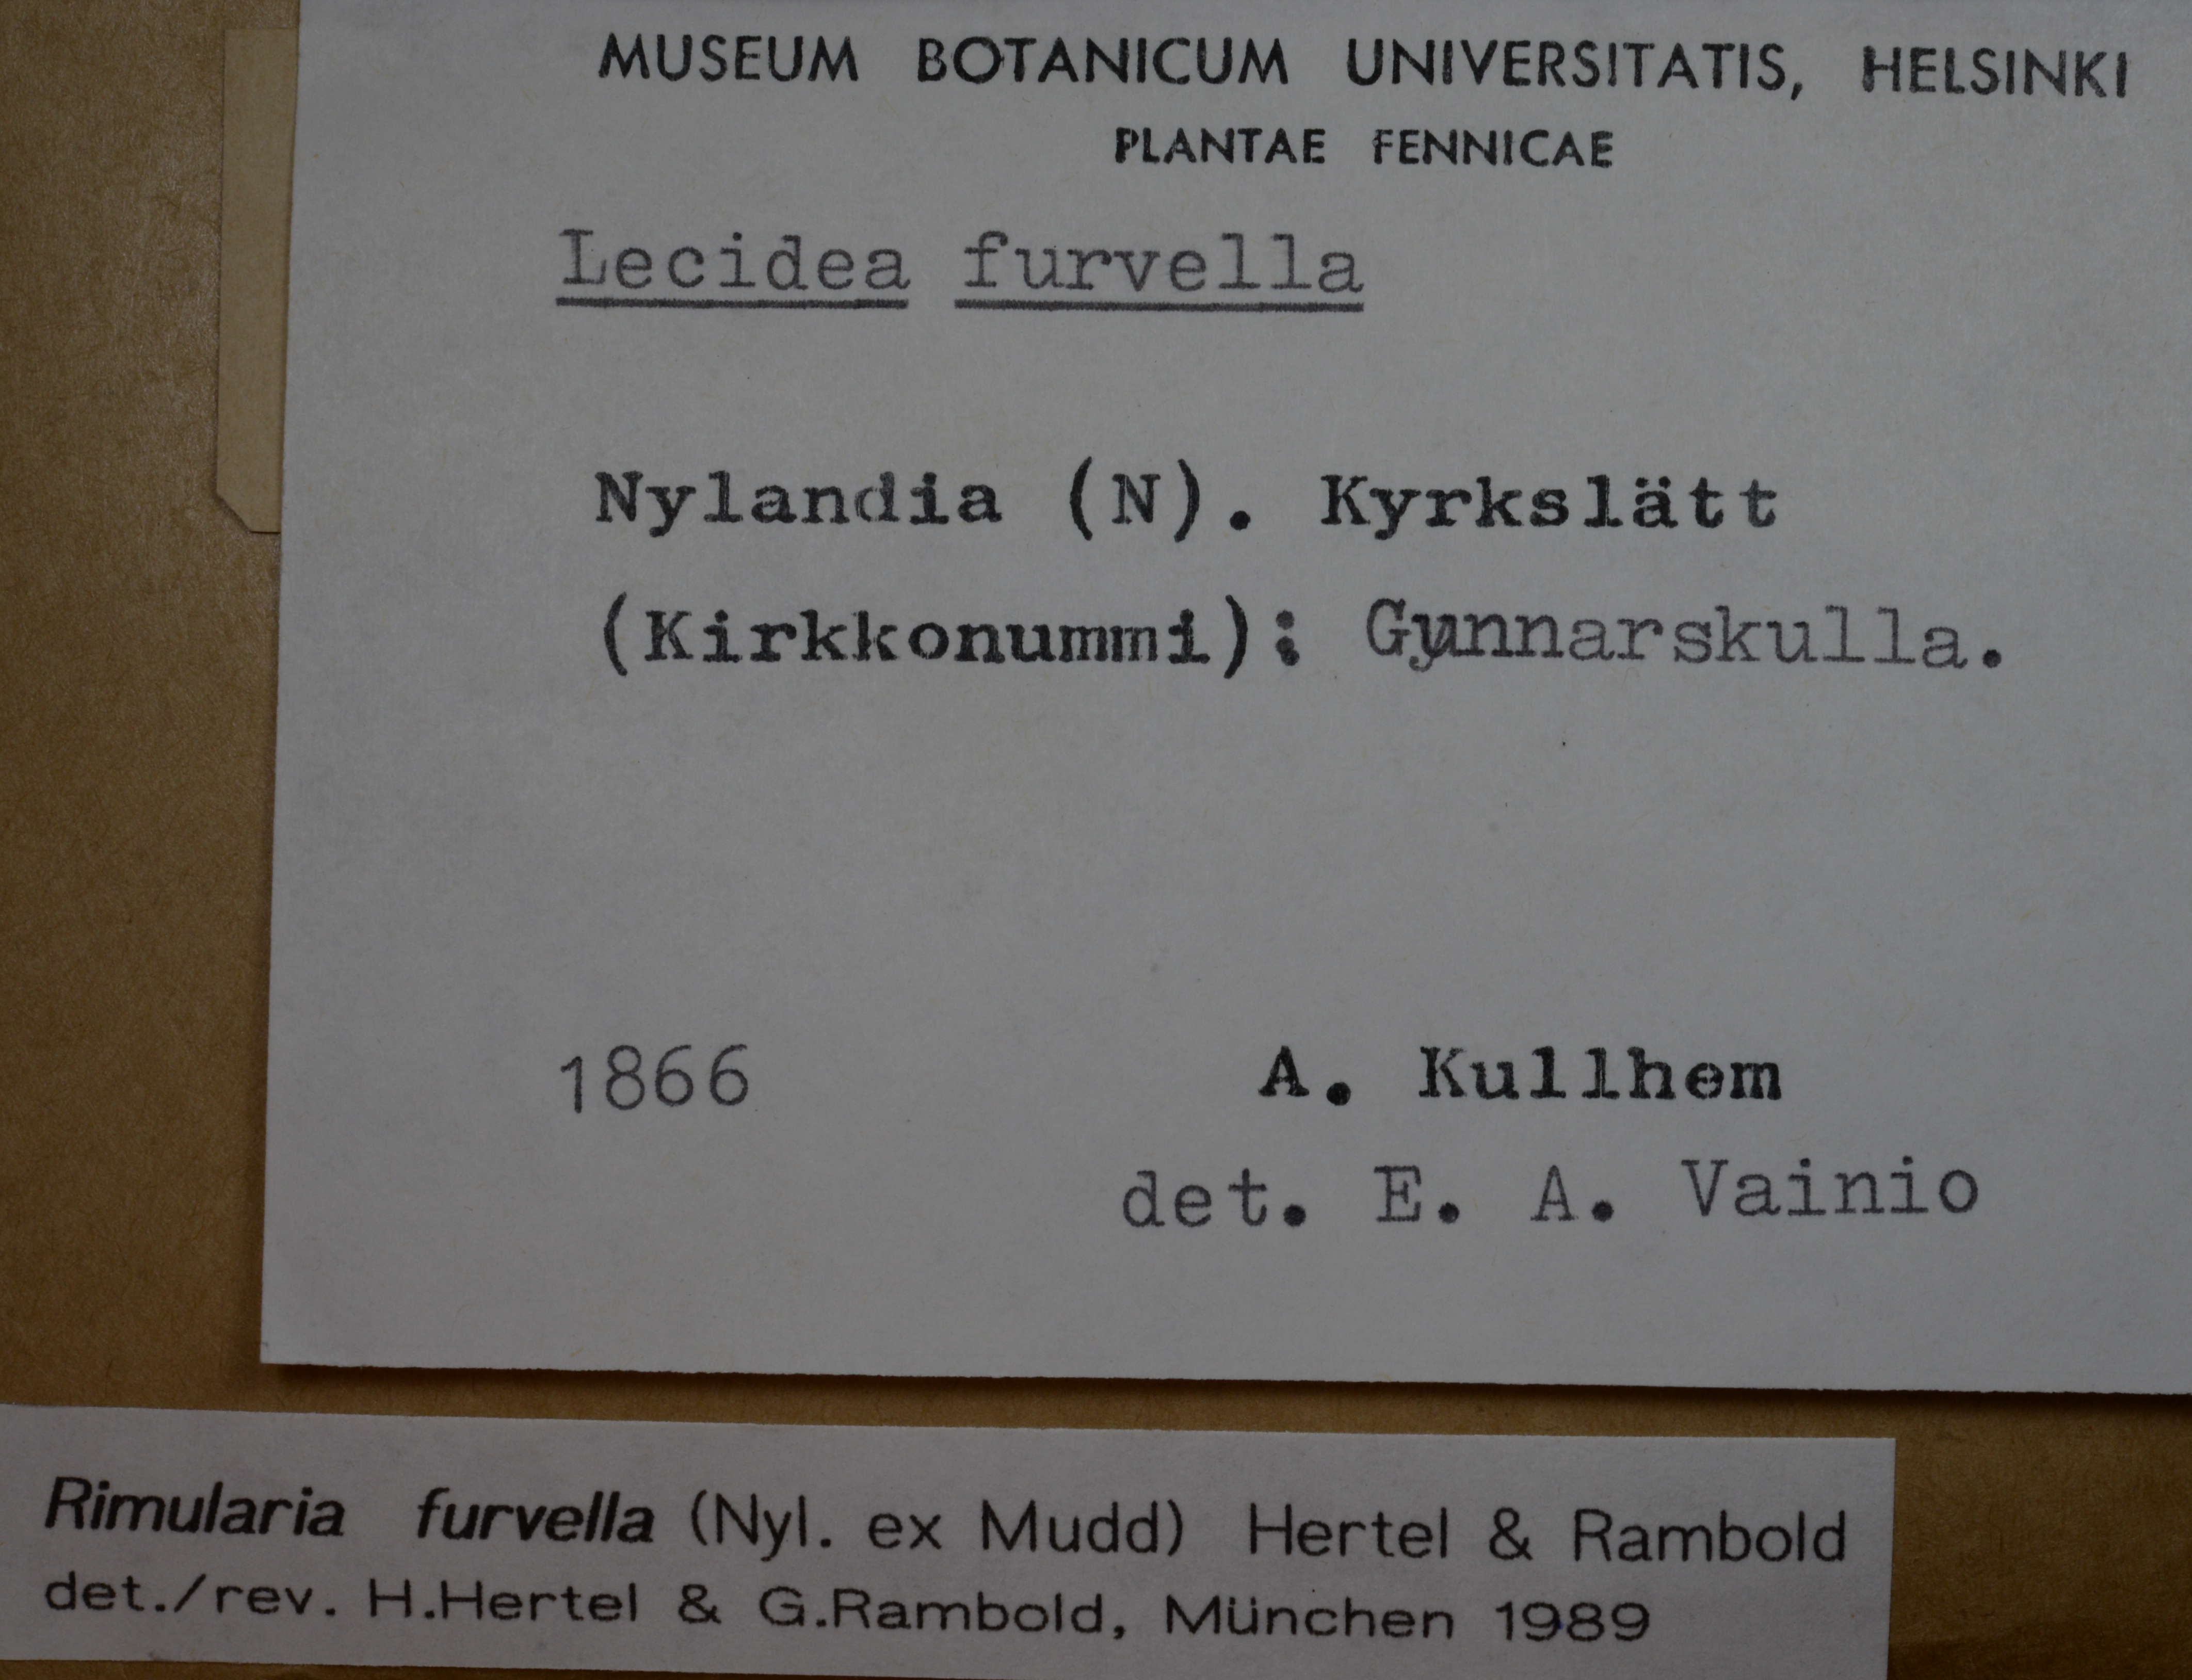 MUSEUM BOTANICUM UNIVERSITATIS, HELSINKI
PLANTAE FENNICAE
Lecidea furvella
Nylandia (N). Kyrkslätt
(Kirkkonummi): Gunnarskulla.
1866 A. Kullhem
det. E. A. Vainio
Rimularia furvella (Nyl. ex Mudd) Hertel & Rambold
det./rev. H.Hertel & G.Rambold, München 1989